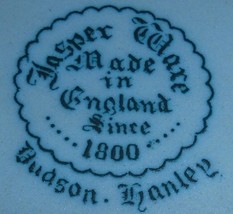 Jasper Ware
Made
in
England
Since
..... 1800 .....
Dudson. Hanley